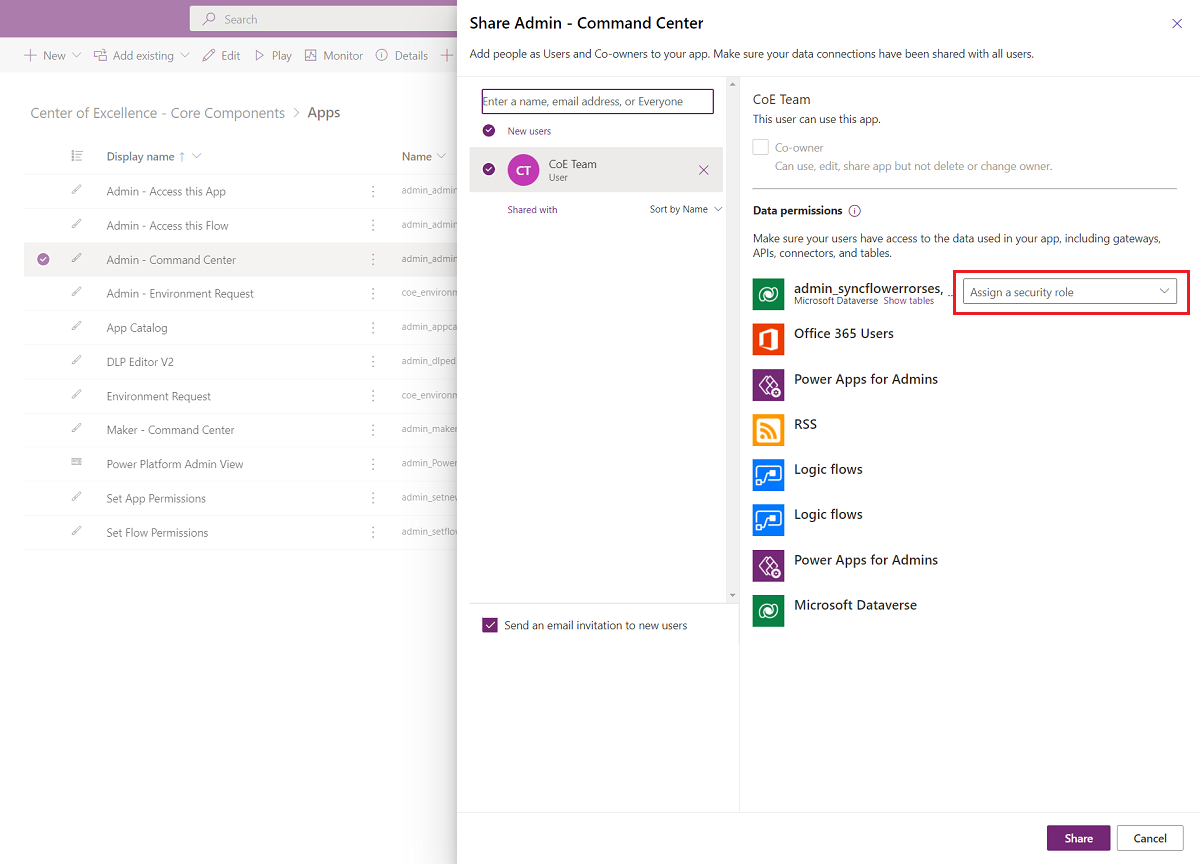 Search
New
Add existing
Edit
Play
Monitor
Details
Center of Excellence - Core Components > Apps
Display name ↑
Name
Admin - Access this App
admin_admin
Admin - Access this Flow
admin_admin
Admin - Command Center
admin_admin
Admin - Environment Request
coe_environm
App Catalog
admin_appca
DLP Editor V2
admin_dlped
Environment Request
coe_environm
Maker - Command Center
admin_maker
Power Platform Admin View
admin_Power
Set App Permissions
admin_setnew
Set Flow Permissions
admin_setflow
Share Admin - Command Center
Add people as Users and Co-owners to your app. Make sure your data connections have been shared with all users.
Enter a name, email address, or Everyone
New users
CT
CoE Team
User
Shared with
Sort by Name
Send an email invitation to new users
CoE Team
This user can use this app.
Co-owner
Can use, edit, share app but not delete or change owner.
Data permissions
Make sure your users have access to the data used in your app, including gateways,
APIs, connectors, and tables.
admin_syncflowerrorses, ...
Microsoft Dataverse Show tables
Assign a security role
Office 365 Users
Power Apps for Admins
RSS
Logic flows
Logic flows
Power Apps for Admins
Microsoft Dataverse
Share
Cancel